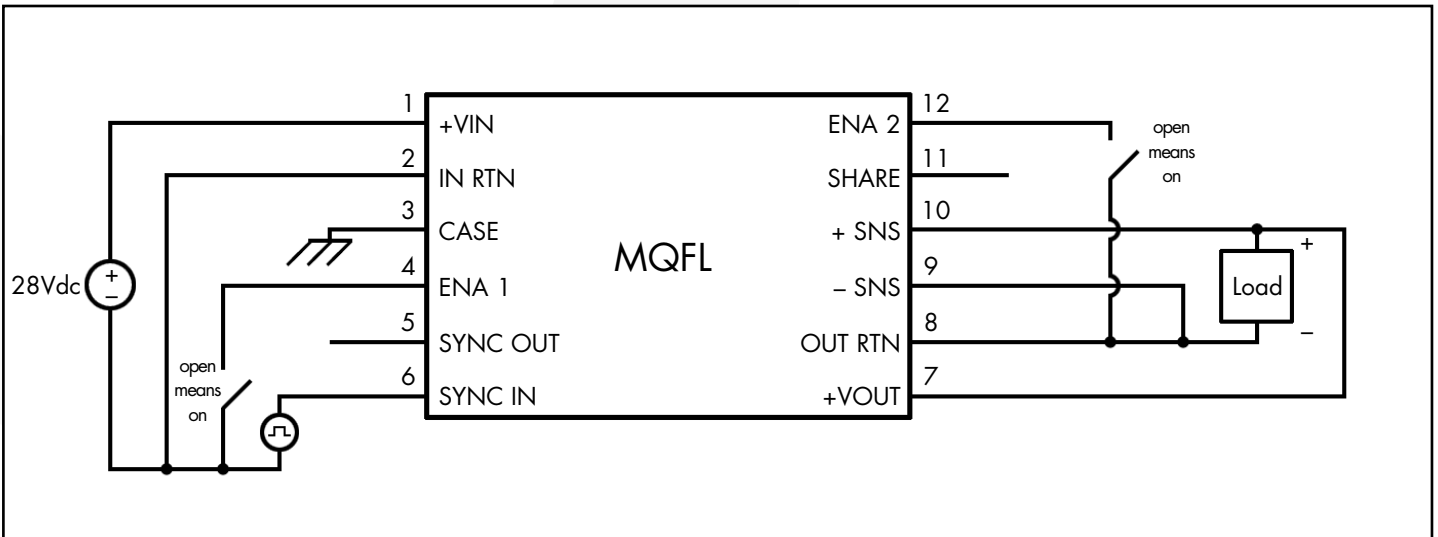 1
+VIN
2
IN RTN
3
CASE
4
ENA 1
5
SYNC OUT
6
SYNC IN
28Vdc
+
–
open
means
on
MQFL
12
ENA 2
11
SHARE
10
+ SNS
9
– SNS
8
OUT RTN
7
+VOUT
open
means
on
+
Load
–